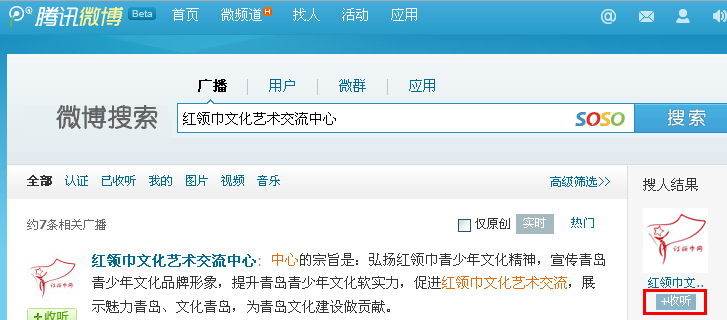 腾讯微博 Beta 首页 微频道 H 找人 活动 应用
广播 用户 微群 应用
微博搜索 红领巾文化艺术交流中心 SOSO 搜索
全部 认证 已收听 我的 图片 视频 音乐 高级筛选>>
搜人结果
约7条相关广播 仅原创 实时 热门
红领巾文化艺术交流中心: 中心的宗旨是：弘扬红领巾青少年文化精神，宣传青岛
青少年文化品牌形象，提升青岛青少年文化软实力，促进红领巾文化艺术交流，展
示魅力青岛、文化青岛，为青岛文化建设做贡献。
+收听
红领巾文..
+收听